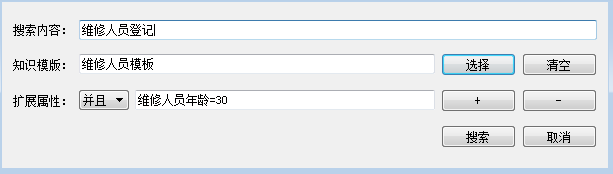 搜索内容： 维修人员登记
知识模版： 维修人员模板 选择 清空
扩展属性： 并且 维修人员年龄=30 + -
搜索 取消